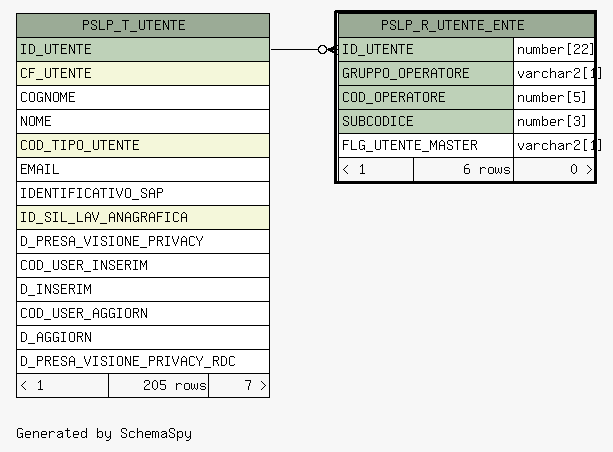 PSLP_T_UTENTE
ID_UTENTE
CF_UTENTE
COGNOME
NOME
COD_TIPO_UTENTE
EMAIL
IDENTIFICATIVO_SAP
ID_SIL_LAV_ANAGRAFICA
D_PRESA_VISIONE_PRIVACY
COD_USER_INSERIM
D_INSERIM
COD_USER_AGGIORN
D_AGGIORN
D_PRESA_VISIONE_PRIVACY_RDC
< 1 205 rows 7 >
PSLP_R_UTENTE_ENTE
ID_UTENTE number[22]
GRUPPO_OPERATORE varchar2[1]
COD_OPERATORE number[5]
SUBCODICE number[3]
FLG_UTENTE_MASTER varchar2[1]
< 1 6 rows 0 >
Generated by SchemaSpy